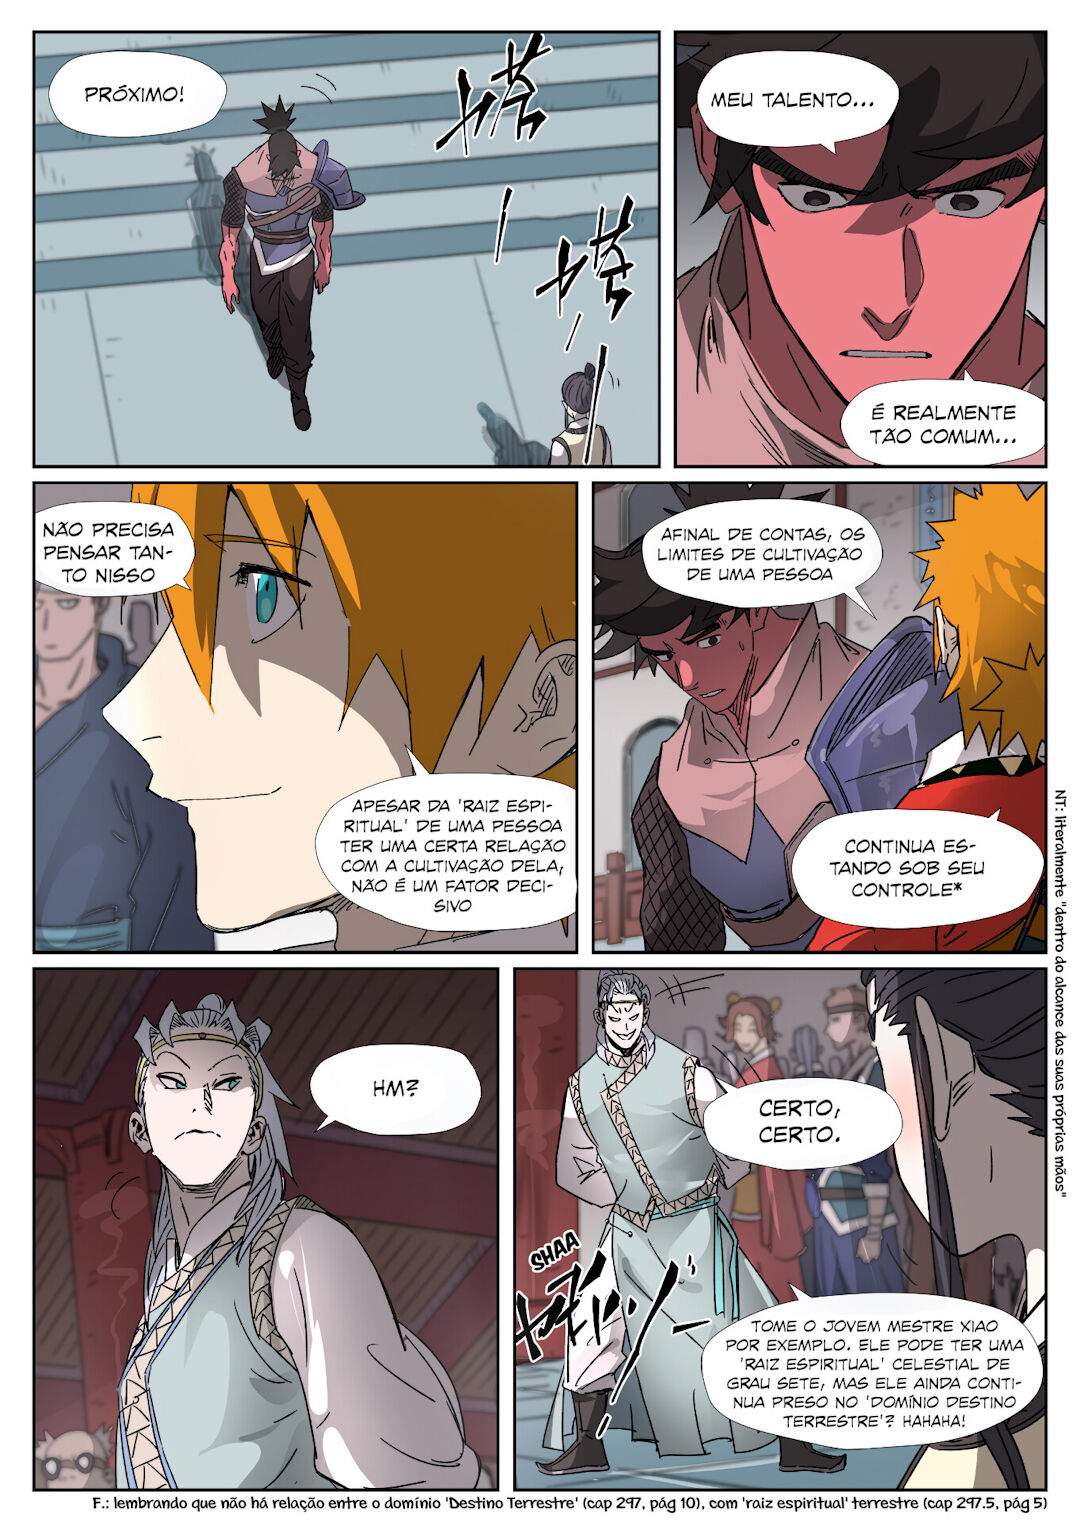 PRÓXIMO!
嗒
嗒
MEU TALENTO...
É REALMENTE
TÃO COMUM...
NÃO PRECISA
PENSAR TAN-
TO NISSO
APESAR DA 'RAIZ ESPI-
RITUAL' DE UMA PESSOA
TER UMA CERTA RELAÇÃO
COM A CULTIVAÇÃO DELA,
NÃO É UM FATOR DECI-
SIVO
AFINAL DE CONTAS, OS
LIMITES DE CULTIVAÇÃO
DE UMA PESSOA
CONTINUA ES-
TANDO SOB SEU
CONTROLE*
NT: literalmente "dentro do alcance das suas próprias mãos"
HM?
CERTO,
CERTO.
SHAA
TOME O JOVEM MESTRE XIAO
POR EXEMPLO. ELE PODE TER UMA
'RAIZ ESPIRITUAL' CELESTIAL DE
GRAU SETE, MAS ELE AINDA CONTI-
NUA PRESO NO 'DOMÍNIO DESTINO
TERRESTRE'? HAHAHA!
F.: lembrando que não há relação entre o domínio 'Destino Terrestre' (cap 297, pág 10), com 'raiz espiritual' terrestre (cap 297.5, pág 5)